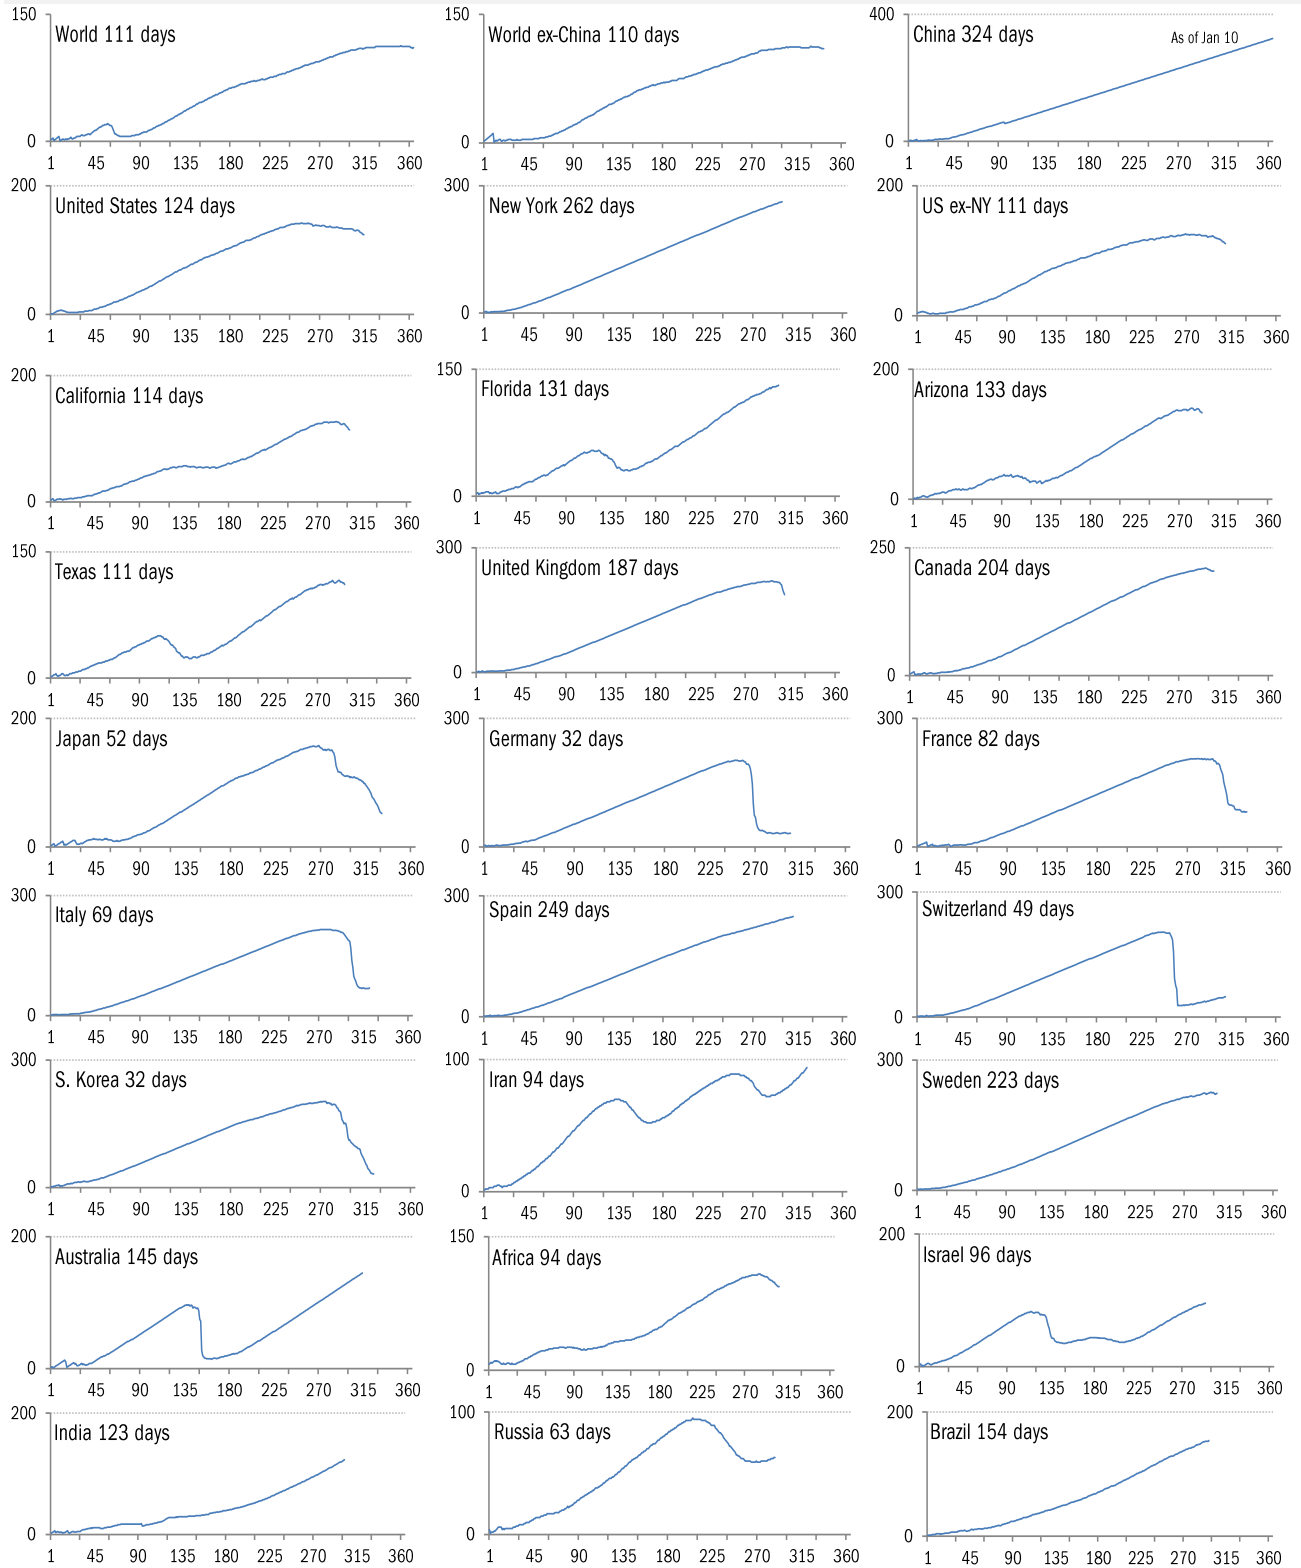 150
World 111 days
0
1 45 90 135 180 225 270 315 360
150
World ex-China 110 days
0
1 45 90 135 180 225 270 315 360
400
China 324 days
As of Jan 10
0
1 45 90 135 180 225 270 315 360
200
United States 124 days
0
1 45 90 135 180 225 270 315 360
300
New York 262 days
0
1 45 90 135 180 225 270 315 360
200
US ex-NY 111 days
0
1 45 90 135 180 225 270 315 360
200
California 114 days
0
1 45 90 135 180 225 270 315 360
150
Florida 131 days
0
1 45 90 135 180 225 270 315 360
200
Arizona 133 days
0
1 45 90 135 180 225 270 315 360
150
Texas 111 days
0
1 45 90 135 180 225 270 315 360
300
United Kingdom 187 days
0
1 45 90 135 180 225 270 315 360
250
Canada 204 days
0
1 45 90 135 180 225 270 315 360
200
Japan 52 days
0
1 45 90 135 180 225 270 315 360
300
Germany 32 days
0
1 45 90 135 180 225 270 315 360
300
France 82 days
0
1 45 90 135 180 225 270 315 360
300
Italy 69 days
0
1 45 90 135 180 225 270 315 360
300
Spain 249 days
0
1 45 90 135 180 225 270 315 360
300
Switzerland 49 days
0
1 45 90 135 180 225 270 315 360
300
S. Korea 32 days
0
1 45 90 135 180 225 270 315 360
100
Iran 94 days
0
1 45 90 135 180 225 270 315 360
300
Sweden 223 days
0
1 45 90 135 180 225 270 315 360
200
Australia 145 days
0
1 45 90 135 180 225 270 315 360
150
Africa 94 days
0
1 45 90 135 180 225 270 315 360
200
Israel 96 days
0
1 45 90 135 180 225 270 315 360
200
India 123 days
0
1 45 90 135 180 225 270 315 360
100
Russia 63 days
0
1 45 90 135 180 225 270 315 360
200
Brazil 154 days
0
1 45 90 135 180 225 270 315 360